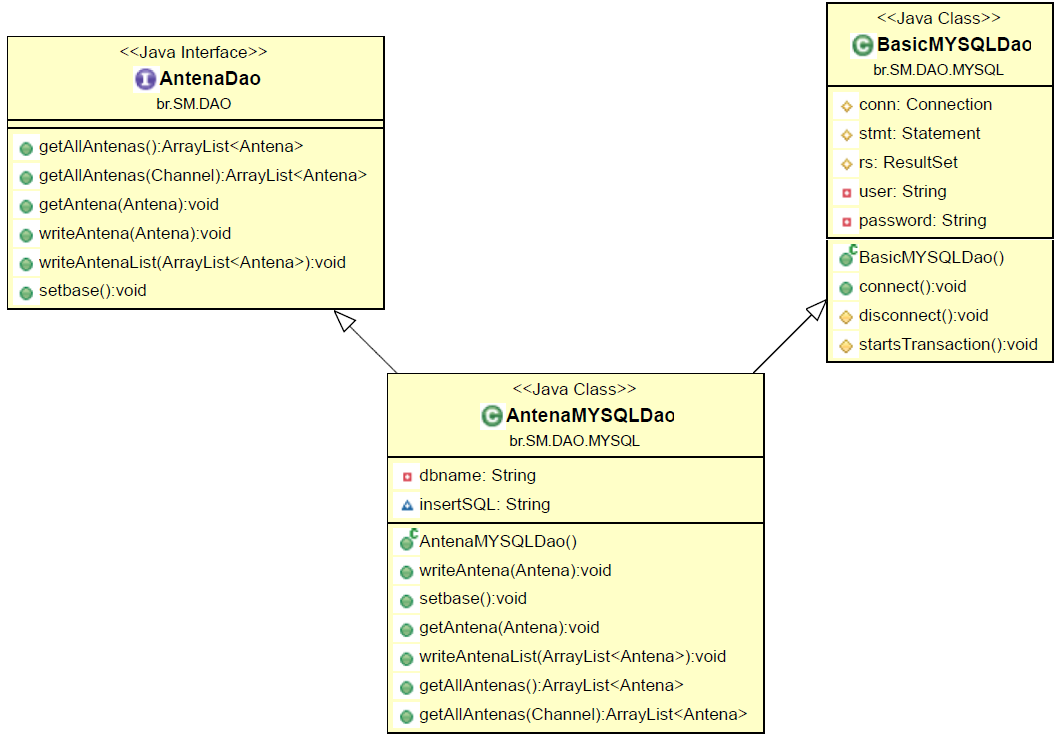 <<Java Interface>>
AntenaDao
br.SM.DAO
getAllAntenas():ArrayList<Antena>
getAllAntenas(Channel):ArrayList<Antena>
getAntena(Antena):void
writeAntena(Antena):void
writeAntenaList(ArrayList<Antena>):void
setbase():void
<<Java Class>>
BasicMYSQLDao
br.SM.DAO.MYSQL
conn: Connection
stmt: Statement
rs: ResultSet
user: String
password: String
BasicMYSQLDao()
connect():void
disconnect():void
startsTransaction():void
<<Java Class>>
AntenaMYSQLDao
br.SM.DAO.MYSQL
dbname: String
insertSQL: String
AntenaMYSQLDao()
writeAntena(Antena):void
setbase():void
getAntena(Antena):void
writeAntenaList(ArrayList<Antena>):void
getAllAntenas():ArrayList<Antena>
getAllAntenas(Channel):ArrayList<Antena>